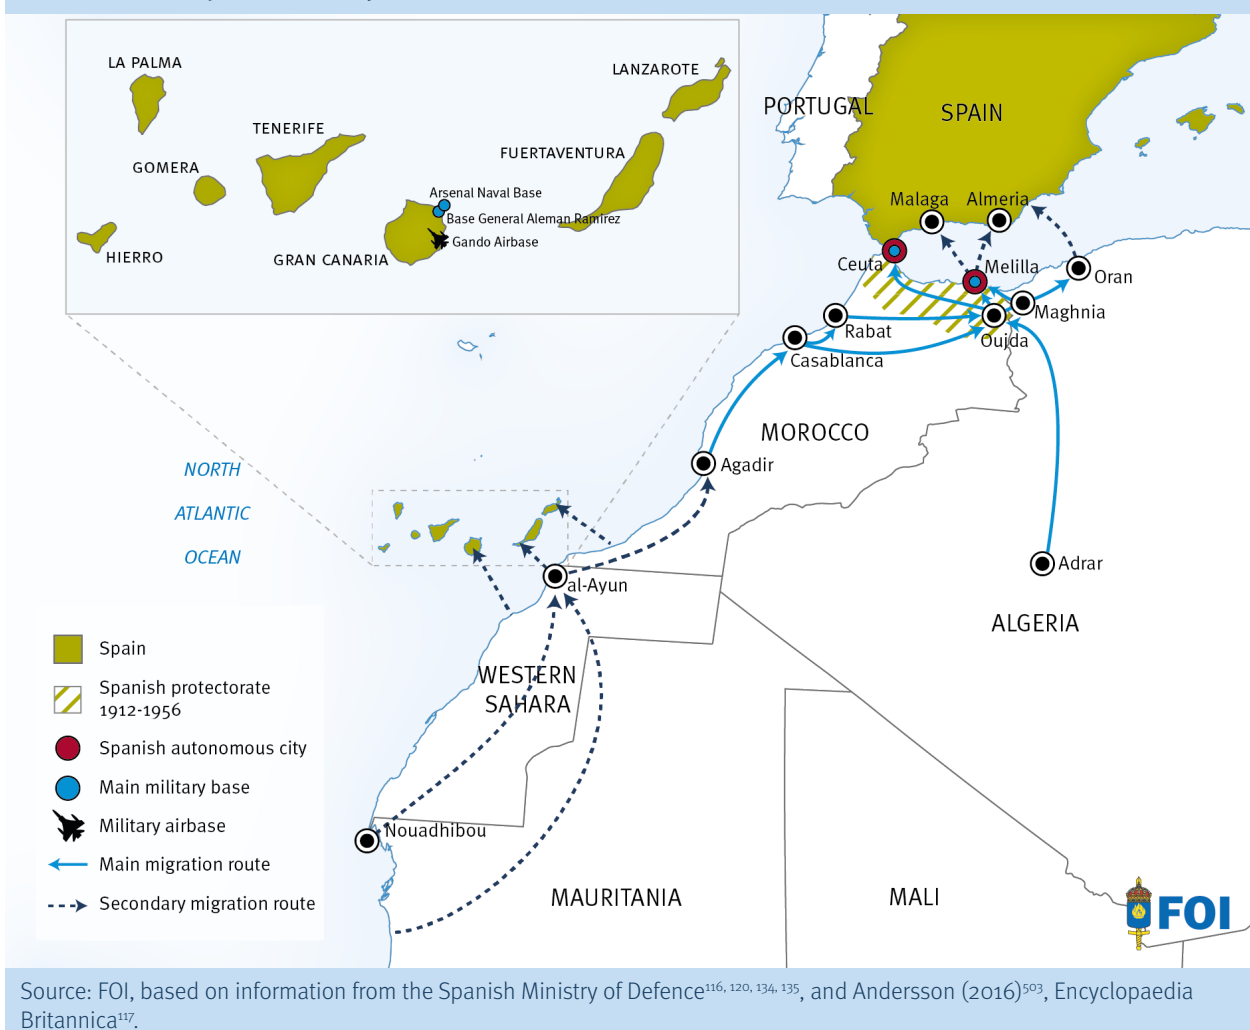 LA PALMA
LANZAROTE
TENERIFE
FUERTAVENTURA
GOMERA
Arsenal Naval Base
Base General Aleman Ramirez
Gando Airbase
HIERRO
GRAN CANARIA
PORTUGAL
SPAIN
Malaga
Almeria
Ceuta
Melilla
Oran
Maghnia
Rabat
Oujda
Casablanca
MOROCCO
Agadir
NORTH
ATLANTIC
OCEAN
Adrar
al-Ayun
ALGERIA
WESTERN
SAHARA
Nouadhibou
MAURITANIA
MALI
Spain
Spanish protectorate
1912-1956
Spanish autonomous city
Main military base
Military airbase
Main migration route
Secondary migration route
FOI
Source: FOI, based on information from the Spanish Ministry of Defence116, 120, 134, 135, and Andersson (2016)503, Encyclopaedia
Britannica117.